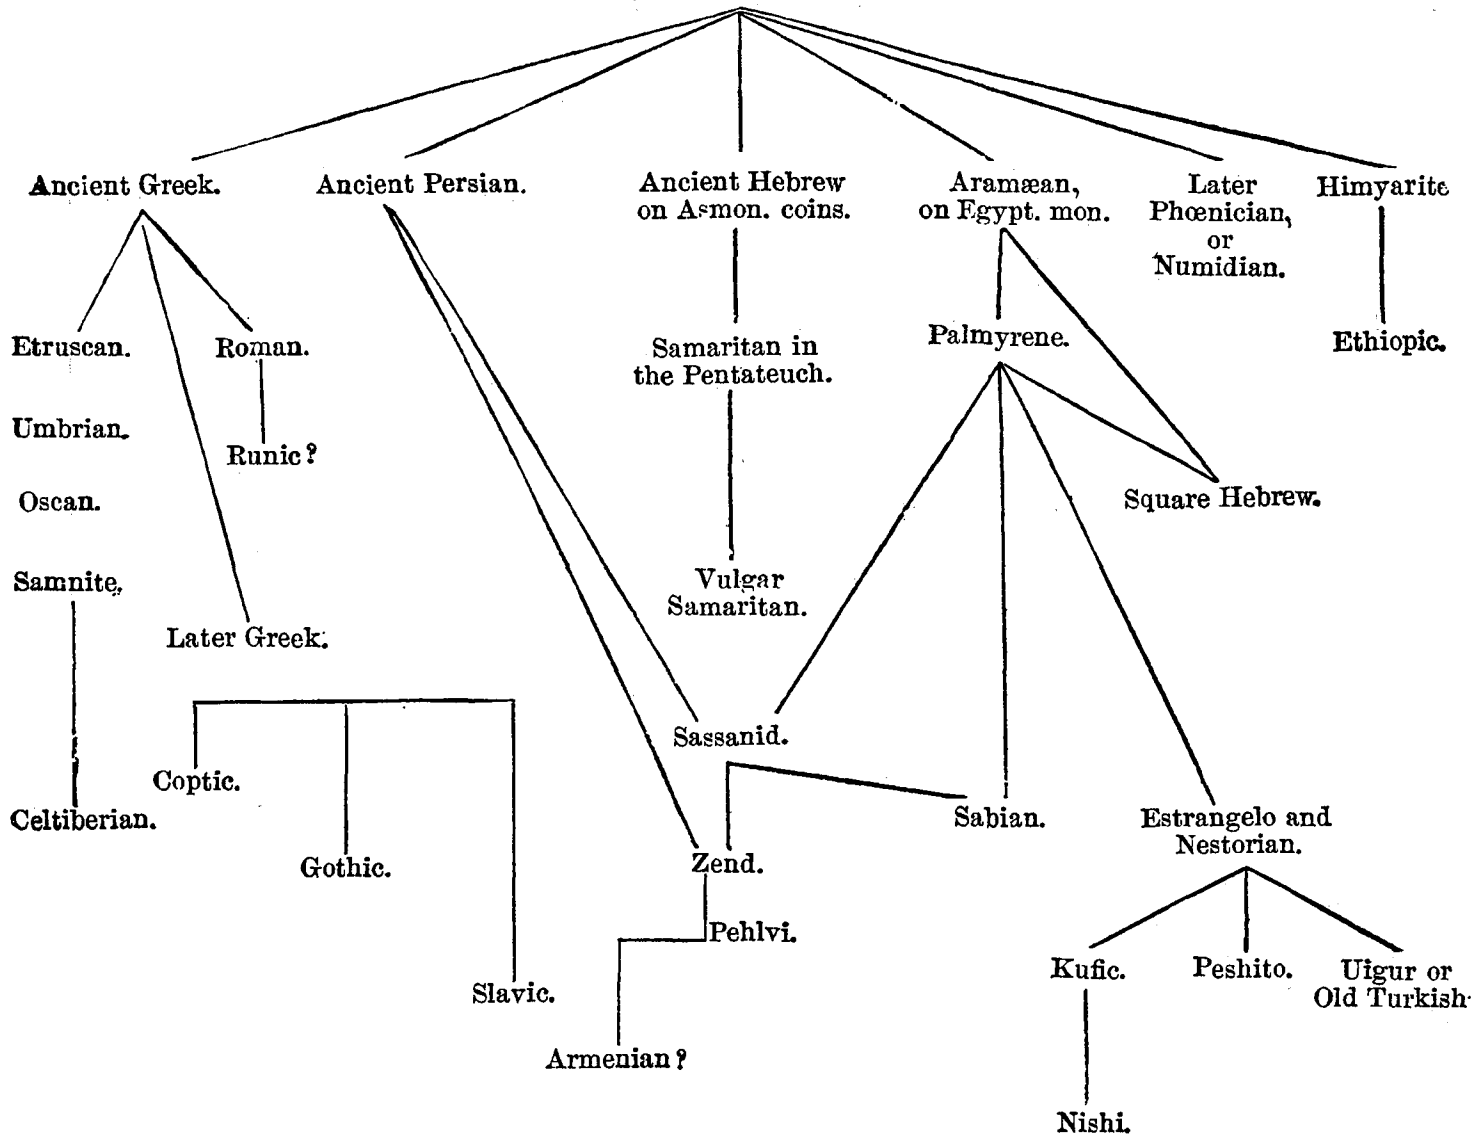 Ancient Greek.
Ancient Persian.
Ancient Hebrew
on Asmon. coins.
Aramæan,
on Egypt. mon.
Later
Phœnician,
or
Numidian.
Himyarite
Etruscan.
Roman.
Samaritan in
the Pentateuch.
Palmyrene.
Ethiopic.
Umbrian.
Runic?
Oscan.
Square Hebrew.
Samnite.
Vulgar
Samaritan.
Later Greek.
Sassanid.
Coptic.
Celtiberian.
Sabian.
Estrangelo and
Nestorian.
Gothic.
Zend.
Pehlvi.
Kufic.
Peshito.
Uigur or
Old Turkish
Slavic.
Armenian?
Nishi.